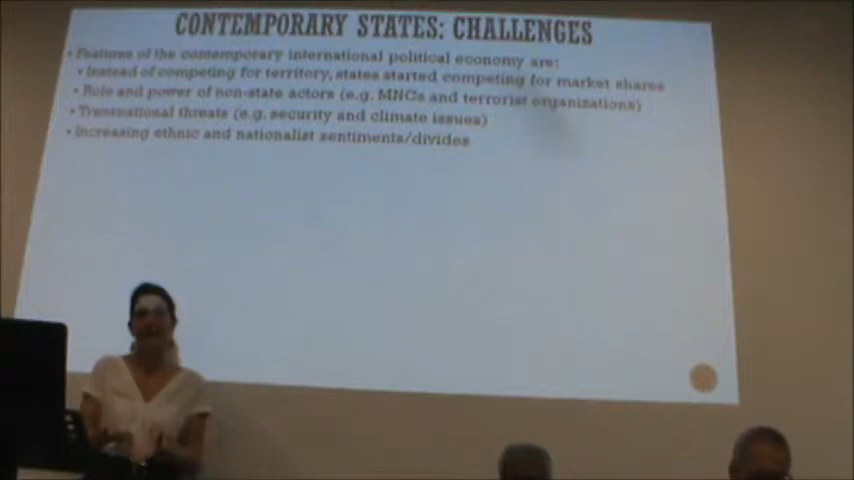 CONTEMPORARY STATES: CHALLENGES
• Features of the contemporary international political economy are:
• Instead of competing for territory, states started competing for market shares
• Role and power of non-state actors (e.g. MNCs and terrorist organizations)
• Transnational threats (e.g. security and climate issues)
• Increasing ethnic and nationalist sentiments/divides